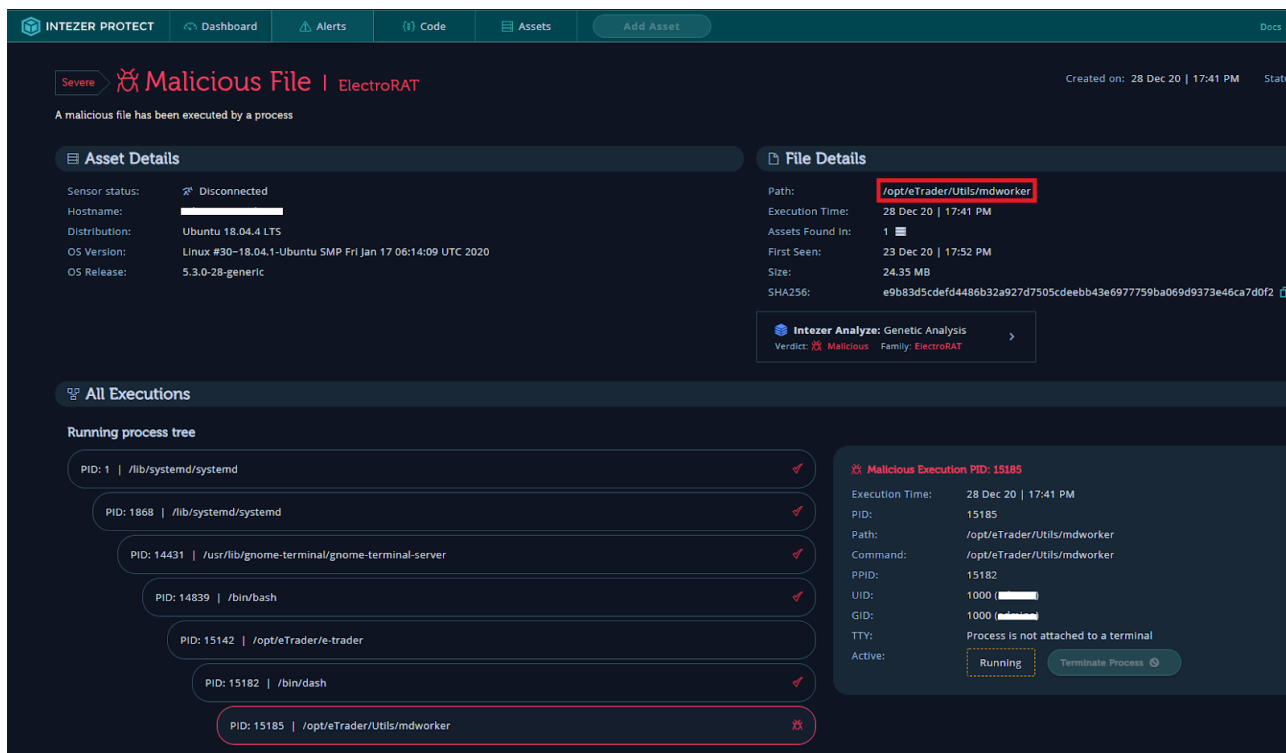 INTEZER PROTECT Dashboard Alerts Code Assets Add Asset Docs
Severe Malicious File | ElectroRAT Created on: 28 Dec 20 | 17:41 PM
A malicious file has been executed by a process
Asset Details
Sensor status: Disconnected
Hostname:
Distribution: Ubuntu 18.04.4 LTS
OS Version: Linux #30~18.04.1-Ubuntu SMP Fri Jan 17 06:14:09 UTC 2020
OS Release: 5.3.0-28-generic
File Details
Path: /opt/eTrader/Utils/mdworker
Execution Time: 28 Dec 20 | 17:41 PM
Assets Found In: 1
First Seen: 23 Dec 20 | 17:52 PM
Size: 24.35 MB
SHA256: e9b83d5cdefd4486b32a927d7505cdeebb43e6977759ba069d9373e46ca7d0f2
Intezer Analyze: Genetic Analysis
Verdict: Malicious Family: ElectroRAT
All Executions
Running process tree
PID: 1 | /lib/systemd/systemd
PID: 1868 | /lib/systemd/systemd
PID: 14431 | /usr/lib/gnome-terminal/gnome-terminal-server
PID: 14839 | /bin/bash
PID: 15142 | /opt/eTrader/e-trader
PID: 15182 | /bin/dash
PID: 15185 | /opt/eTrader/Utils/mdworker
Malicious Execution PID: 15185
Execution Time: 28 Dec 20 | 17:41 PM
PID: 15185
Path: /opt/eTrader/Utils/mdworker
Command: /opt/eTrader/Utils/mdworker
PPID: 15182
UID: 1000 ( )
GID: 1000 ( )
TTY: Process is not attached to a terminal
Active: Running Terminate Process